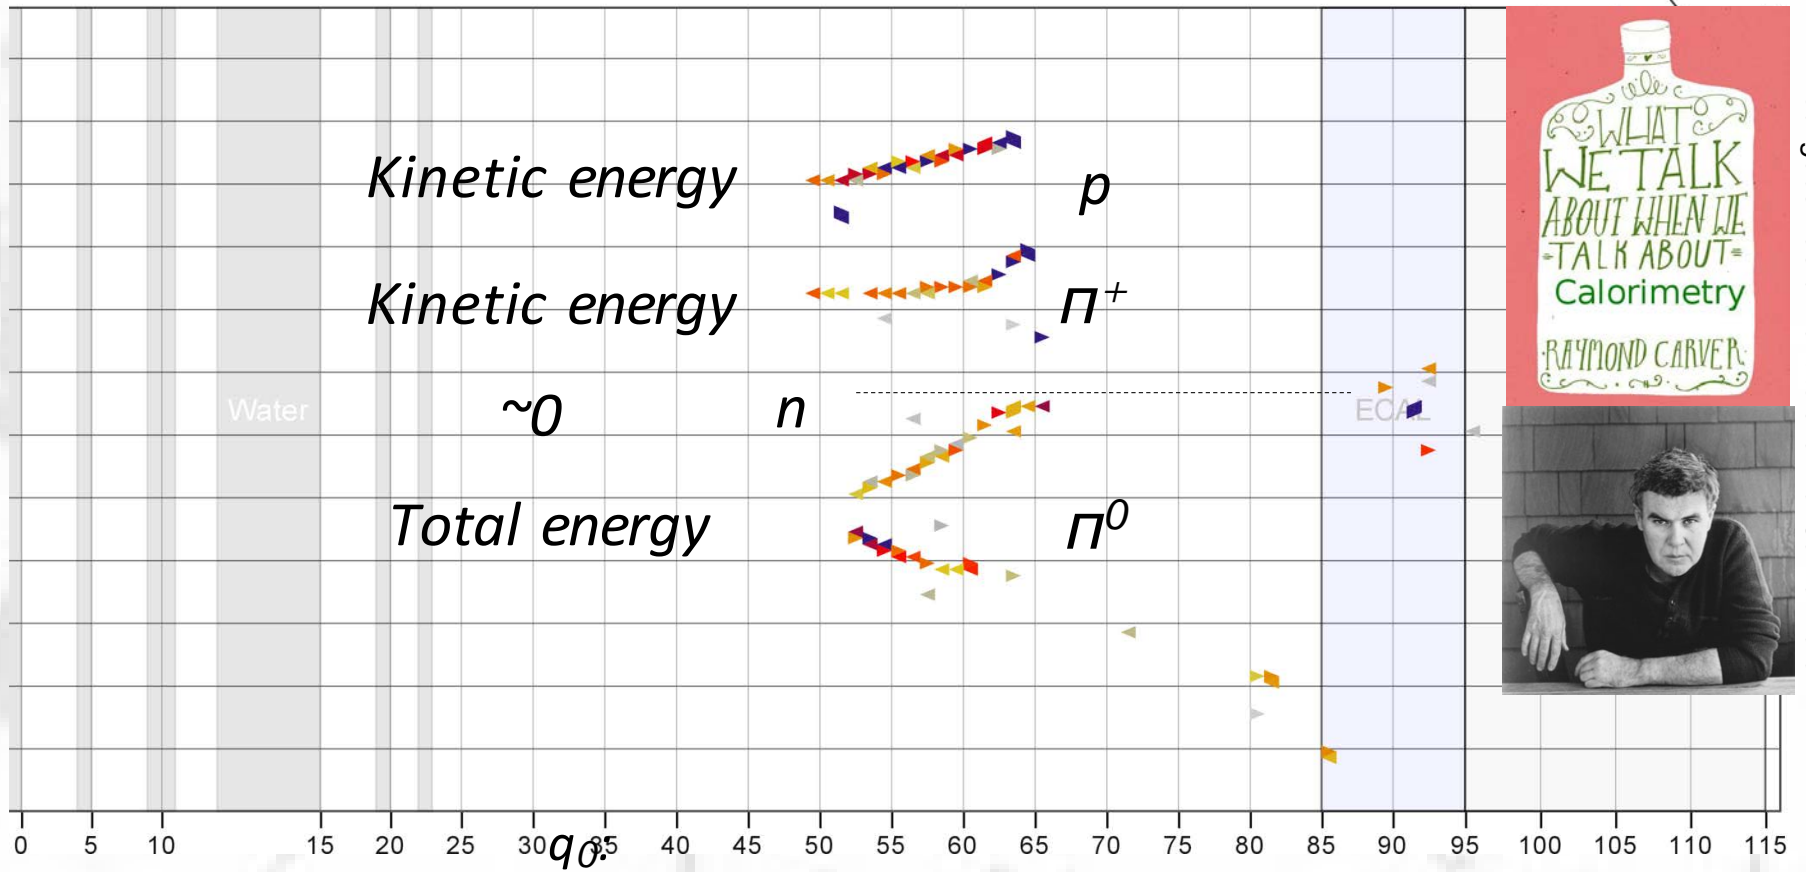 Kinetic energy p
Kinetic energy π⁺
Water ~0 n ECAL
Total energy π⁰
0 5 10 15 20 25 30 35 40 45 50 55 60 65 70 75 80 85 90 95 100 105 110 115
q₀:
WHAT
WE TALK
ABOUT WHEN WE
=TALK ABOUT=
Calorimetry
·RAYMOND CARVER·